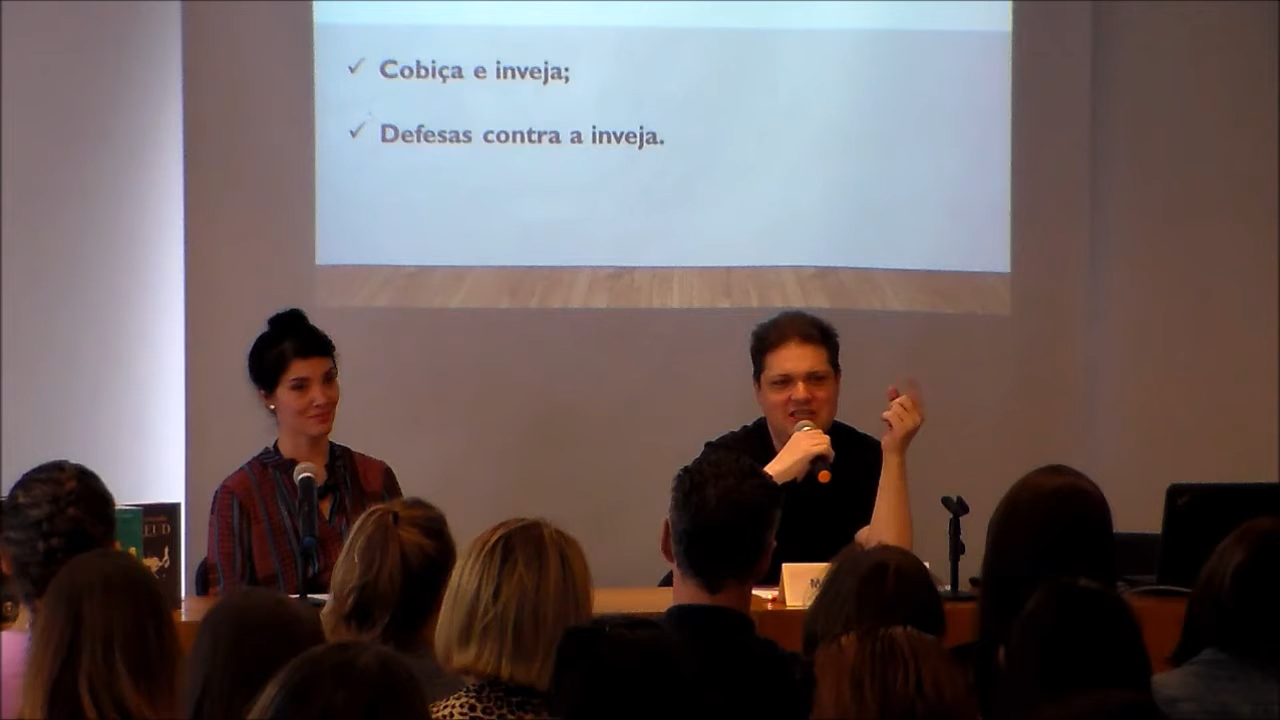 ✓ Cobiça e inveja;
✓ Defesas contra a inveja.